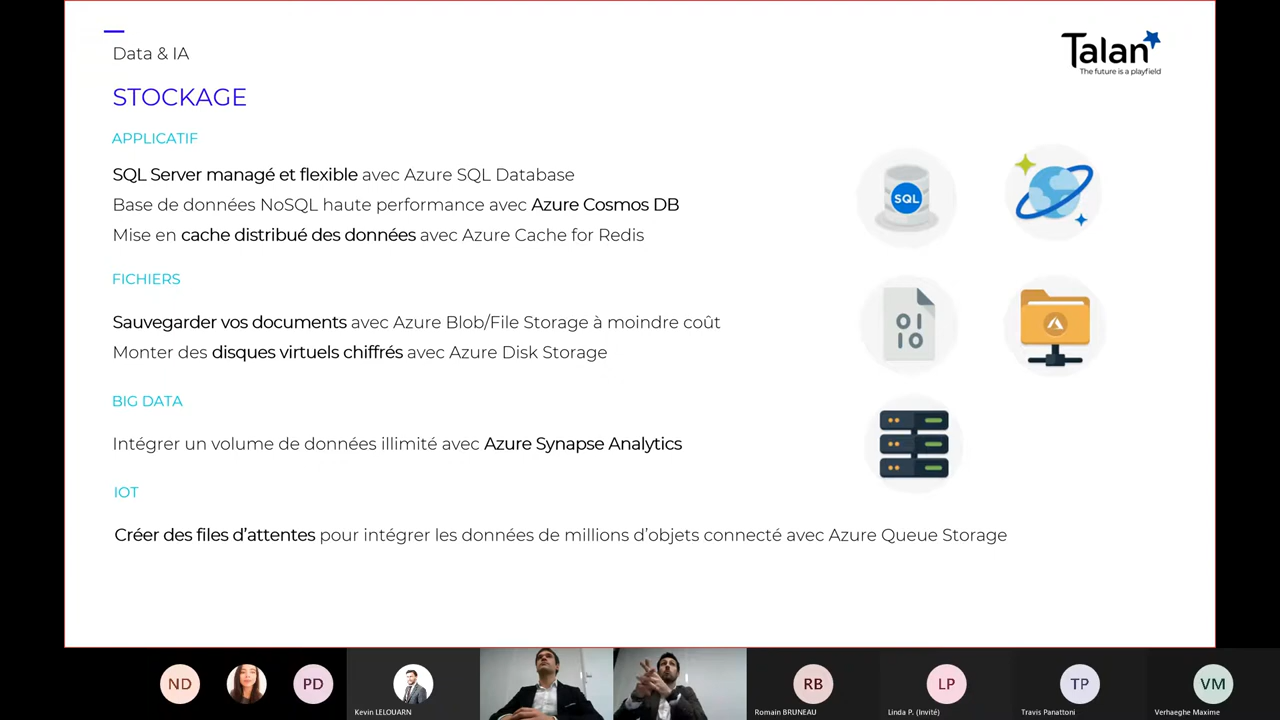 Data & IA
Talan
The future is a playfield
STOCKAGE
APPLICATIF
SQL Server managé et flexible avec Azure SQL Database
Base de données NoSQL haute performance avec Azure Cosmos DB
Mise en cache distribué des données avec Azure Cache for Redis
SQL
FICHIERS
Sauvegarder vos documents avec Azure Blob/File Storage à moindre coût
Monter des disques virtuels chiffrés avec Azure Disk Storage
01
10
BIG DATA
Intégrer un volume de données illimité avec Azure Synapse Analytics
IOT
Créer des files d'attentes pour intégrer les données de millions d'objets connecté avec Azure Queue Storage
ND
PD
RB
LP
TP
VM
Kevin LELOUARN
Romain BRUNEAU
Linda P. (Invité)
Travis Panattoni
Verhaeghe Maxime